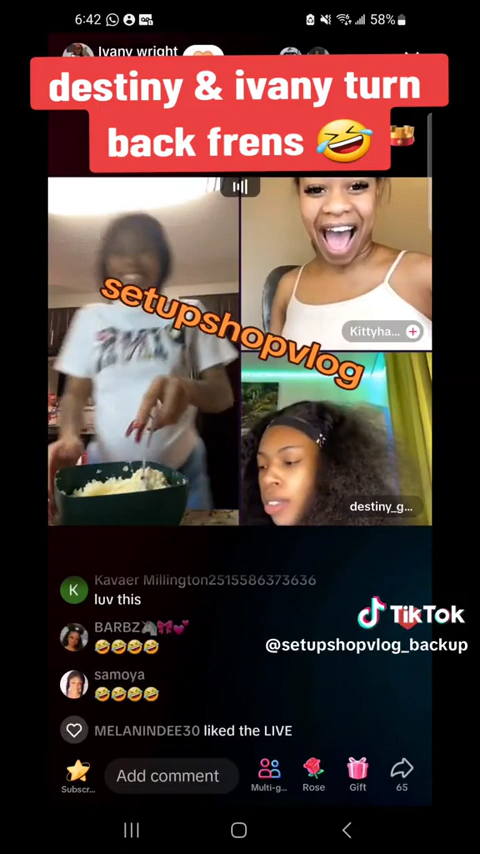 6:42
58%
Ivany wright
destiny & ivany turn
back frens 🤣
setupshopvlog
Kittyha... +
destiny_g...
K
Kavaer Millington2515586373636
luv this
BARBZ🦄🎀💕
🤣🤣🤣🤣
samoya
🤣🤣🤣🤣
TikTok
@setupshopvlog_backup
MELANINDEE30 liked the LIVE
Subscr...
Add comment
Multi-g...
Rose
Gift
65